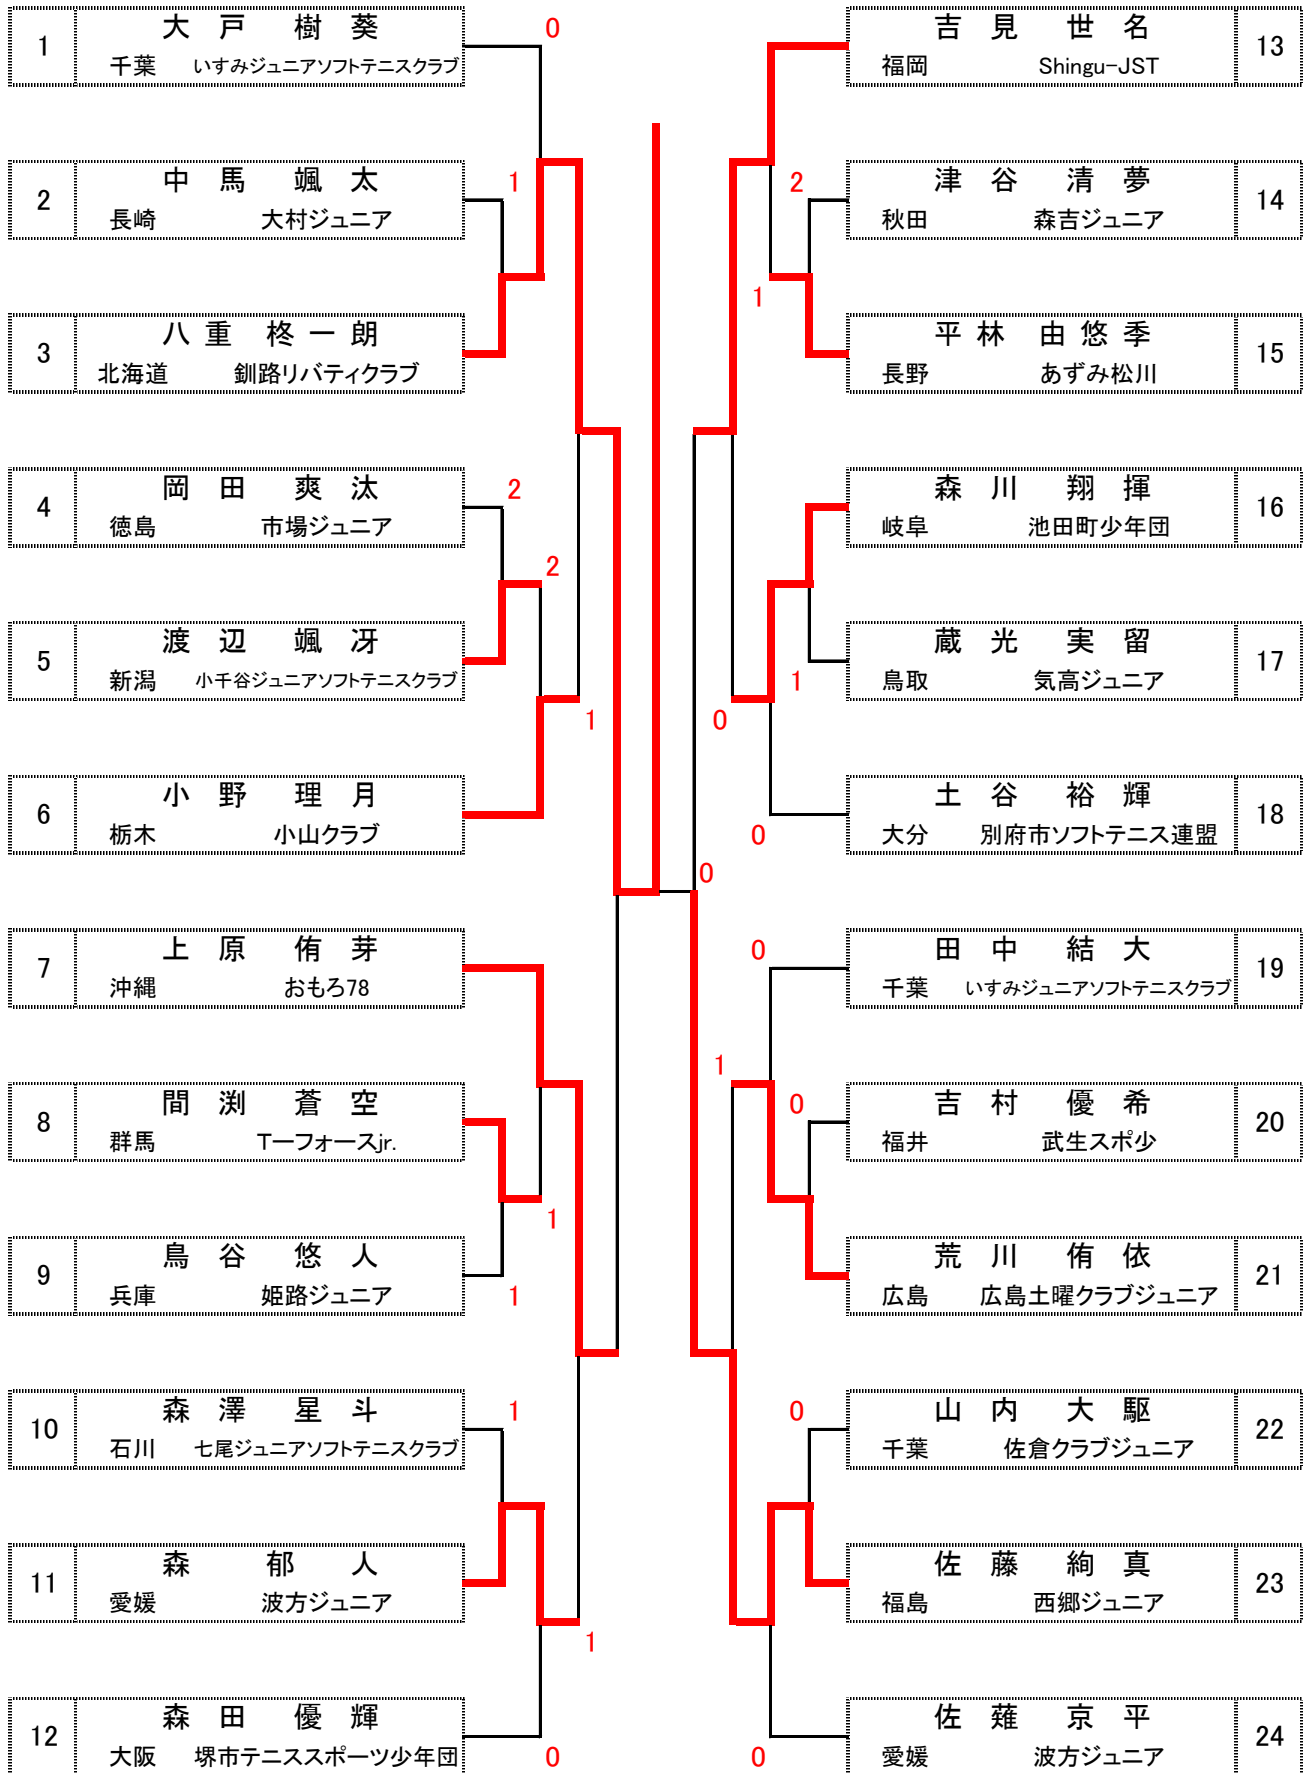 1
大戸 樹葵
千葉 いすみジュニアソフトテニスクラブ
0
2
中馬 颯太
長崎 大村ジュニア
1
3
八重 柊一朗
北海道 釧路リバティクラブ
4
岡田 爽汰
徳島 市場ジュニア
2
2
5
渡辺 颯冴
新潟 小千谷ジュニアソフトテニスクラブ
1
6
小野 理月
栃木 小山クラブ
7
上原 侑芽
沖縄 おもろ78
8
間渕 蒼空
群馬 Tーフォースjr.
1
9
鳥谷 悠人
兵庫 姫路ジュニア
1
10
森澤 星斗
石川 七尾ジュニアソフトテニスクラブ
1
11
森 郁人
愛媛 波方ジュニア
1
12
森田 優輝
大阪 堺市テニススポーツ少年団
0
吉見 世名
福岡 Shingu-JST
13
2
津谷 清夢
秋田 森吉ジュニア
14
1
平林 由悠季
長野 あずみ松川
15
森川 翔揮
岐阜 池田町少年団
16
蔵光 実留
鳥取 気高ジュニア
17
1
0
土谷 裕輝
大分 別府市ソフトテニス連盟
18
0
0
0
田中 結大
千葉 いすみジュニアソフトテニスクラブ
19
1
0
吉村 優希
福井 武生スポ少
20
荒川 侑依
広島 広島土曜クラブジュニア
21
0
山内 大駆
千葉 佐倉クラブジュニア
22
佐藤 絢真
福島 西郷ジュニア
23
佐薙 京平
愛媛 波方ジュニア
24
0